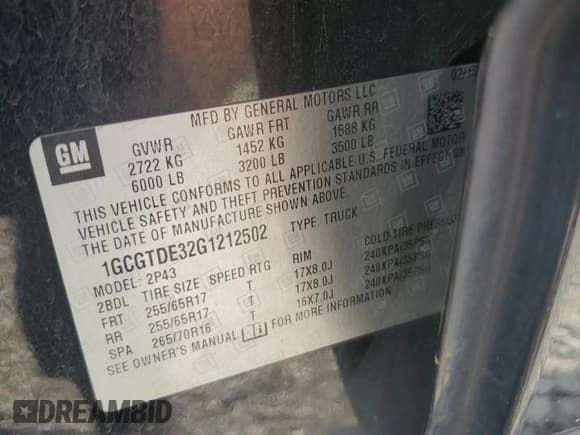 02/1
MFD BY GENERAL MOTORS LLC
GM
GVWR GAWR FRT GAWR RR
2722 KG 1452 KG 1588 KG
6000 LB 3200 LB 3500 LB
THIS VEHICLE CONFORMS TO ALL APPLICABLE U.S. FEDERAL MOTOR
VEHICLE SAFETY AND THEFT PREVENTION STANDARDS IN EFFECT ON
THE DATE OF MANUFACTURE SHOWN ABOVE.
1GCGTDE32G1212502 TYPE: TRUCK
MODEL: 2P43
2BDL TIRE SIZE SPEED RTG RIM COLD TIRE PRESSU
FRT 255/65R17 T 17X8.0J 240KPA(35PSI)
RR 255/65R17 T 17X8.0J 240KPA(35PSI)
SPA 265/70R16 T 16X7.0J 240KPA(35PSI)
SEE OWNER'S MANUAL FOR MORE INFORMATION
DREAMBID